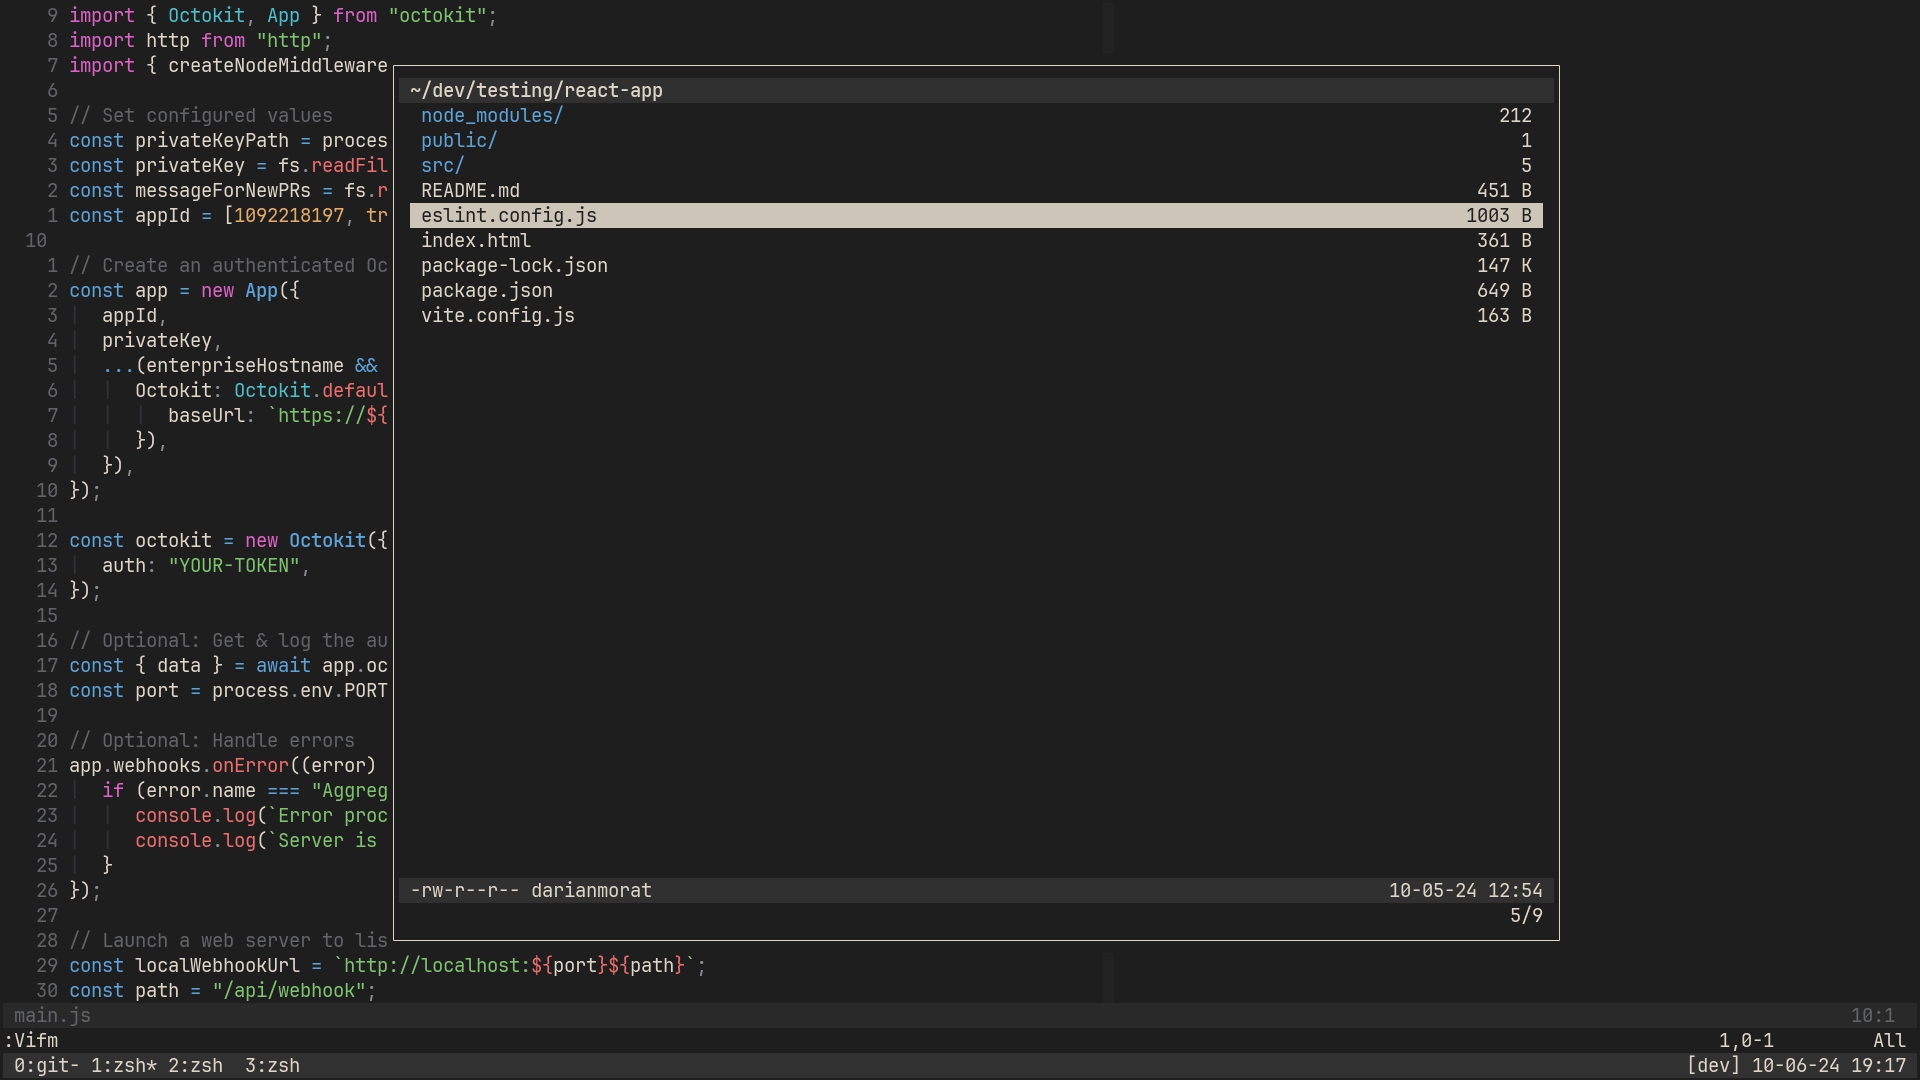 9 import { Octokit, App } from "octokit";
8 import http from "http";
7 import { createNodeMiddleware
6
5 // Set configured values
4 const privateKeyPath = proces
3 const privateKey = fs.readFil
2 const messageForNewPRs = fs.r
1 const appId = [1092218197, tr
10
1 // Create an authenticated Oc
2 const app = new App({
3 appId,
4 privateKey,
5 ...(enterpriseHostname &&
6 Octokit: Octokit.defaul
7 baseUrl: `https://${
8 }),
9 }),
10 });
11
12 const octokit = new Octokit({
13 auth: "YOUR-TOKEN",
14 });
15
16 // Optional: Get & log the au
17 const { data } = await app.oc
18 const port = process.env.PORT
19
20 // Optional: Handle errors
21 app.webhooks.onError((error)
22 if (error.name === "Aggreg
23 console.log(`Error proc
24 console.log(`Server is
25 }
26 });
27
28 // Launch a web server to lis
29 const localWebhookUrl = `http://localhost:${port}${path}`;
30 const path = "/api/webhook";
~/dev/testing/react-app
node_modules/ 212
public/ 1
src/ 5
README.md 451 B
eslint.config.js 1003 B
index.html 361 B
package-lock.json 147 K
package.json 649 B
vite.config.js 163 B
-rw-r--r-- darianmorat 10-05-24 12:54
5/9
main.js 10:1
:Vifm 1,0-1 All
0:git- 1:zsh* 2:zsh 3:zsh [dev] 10-06-24 19:17